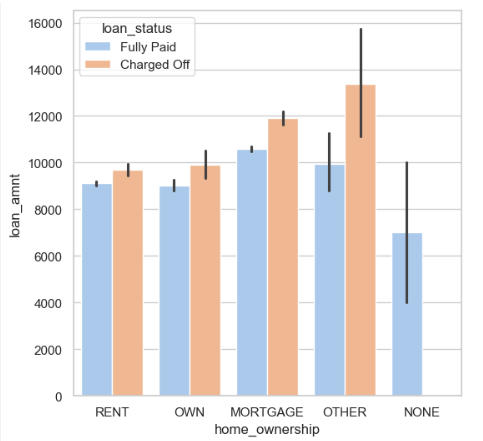 loan_status
Fully Paid
Charged Off
16000
14000
12000
10000
8000
6000
4000
2000
0
loan_amnt
RENT OWN MORTGAGE OTHER NONE
home_ownership